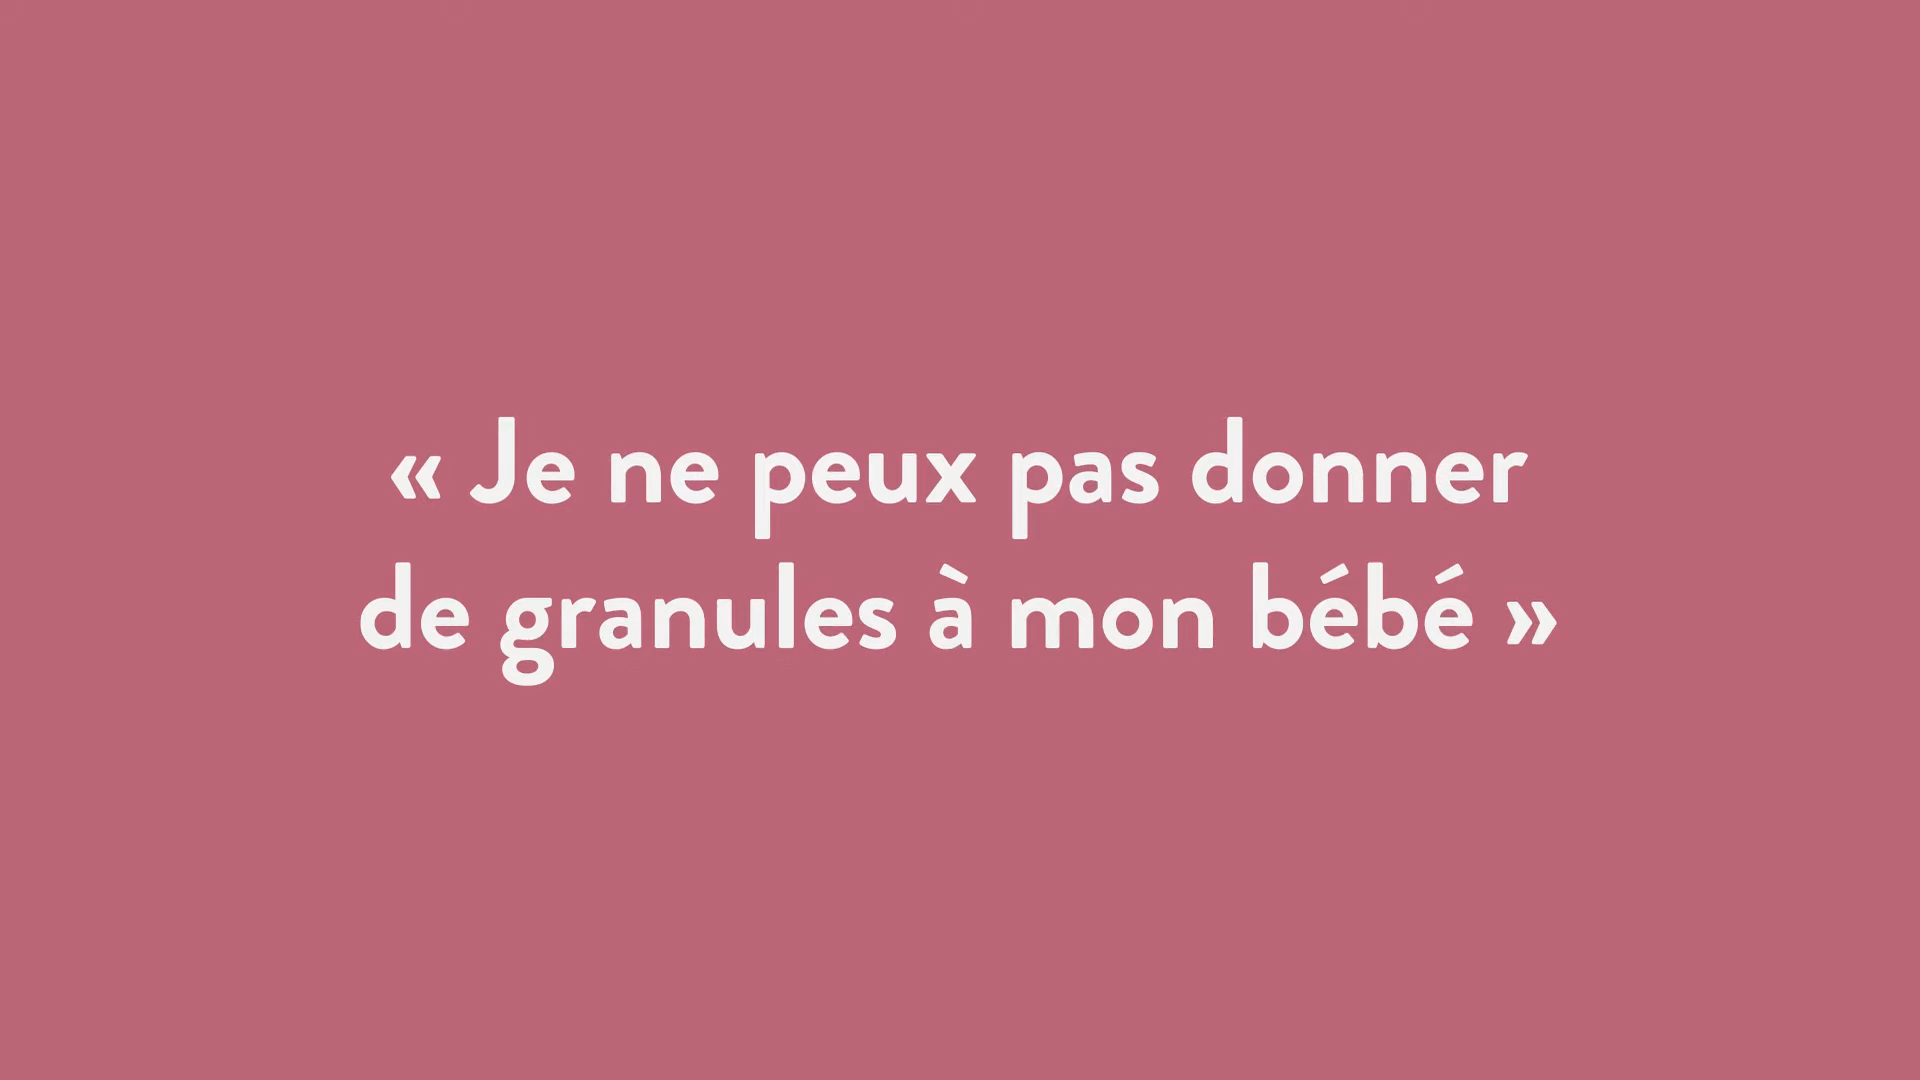 « Je ne peux pas donner
de granules à mon bébé »